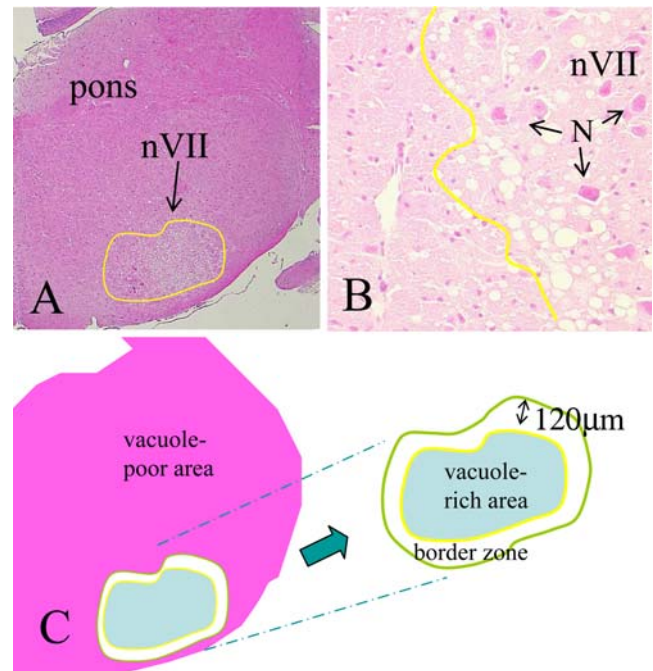 pons
nVII
A
nVII
N
B
vacuole-
poor area
C
120μm
vacuole-
rich area
border zone